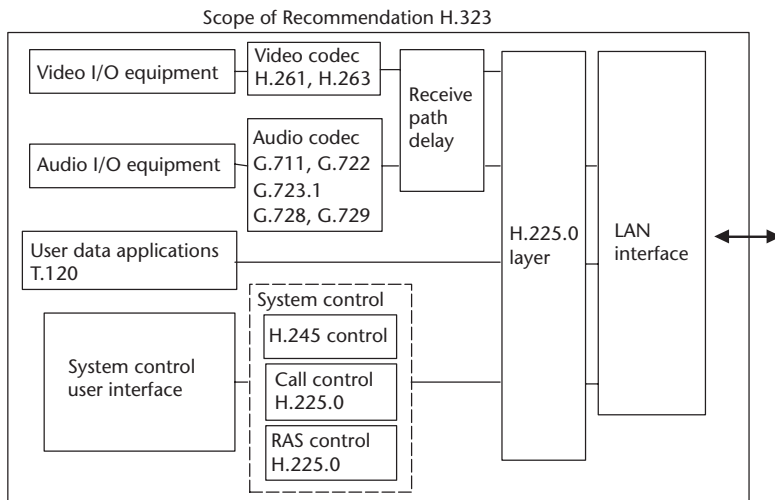 Scope of Recommendation H.323
Video I/O equipment
Video codec
H.261, H.263
Receive
path
delay
Audio I/O equipment
Audio codec
G.711, G.722
G.723.1
G.728, G.729
H.225.0
layer
LAN
interface
User data applications
T.120
System control
user interface
System control
H.245 control
Call control
H.225.0
RAS control
H.225.0